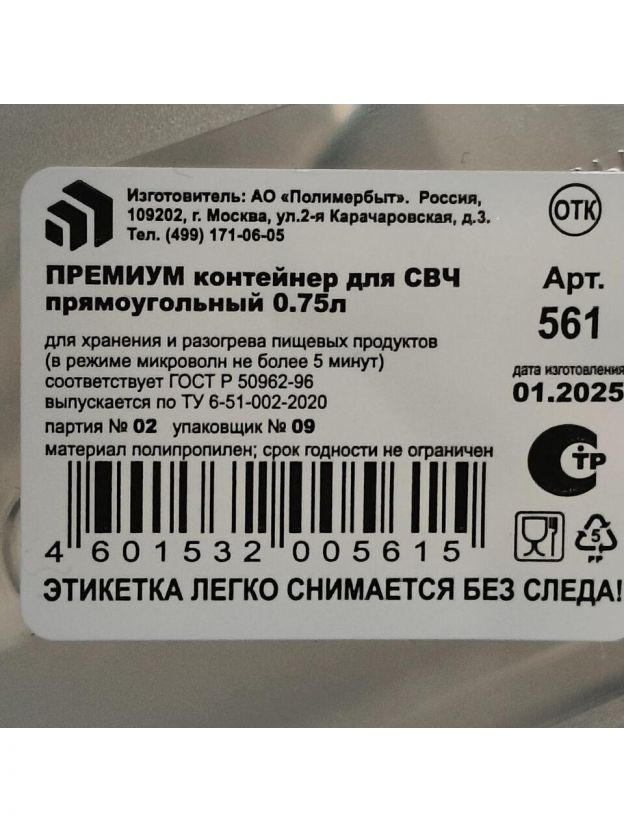 Изготовитель: АО «Полимербыт». Россия,
109202, г. Москва, ул.2-я Карачаровская, д.3.
Тел. (499) 171-06-05
ОТК
ПРЕМИУМ контейнер для СВЧ
прямоугольный 0.75л
Арт.
561
для хранения и разогрева пищевых продуктов
(в режиме микроволн не более 5 минут)
соответствует ГОСТ Р 50962-96
выпускается по ТУ 6-51-002-2020
дата изготовления
01.2025
партия № 02 упаковщик № 09
материал полипропилен; срок годности не ограничен
СТР
4 601532 005615
5
PP
ЭТИКЕТКА ЛЕГКО СНИМАЕТСЯ БЕЗ СЛЕДА!